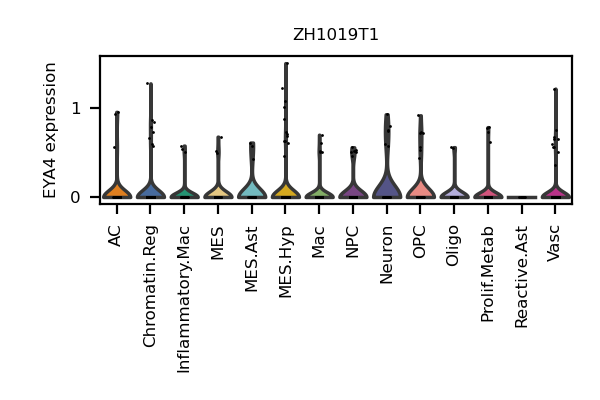 ZH1019T1
EYA4 expression
1
0
AC
Chromatin.Reg
Inflammatory.Mac
MES
MES.Ast
MES.Hyp
Mac
NPC
Neuron
OPC
Oligo
Prolif.Metab
Reactive.Ast
Vasc